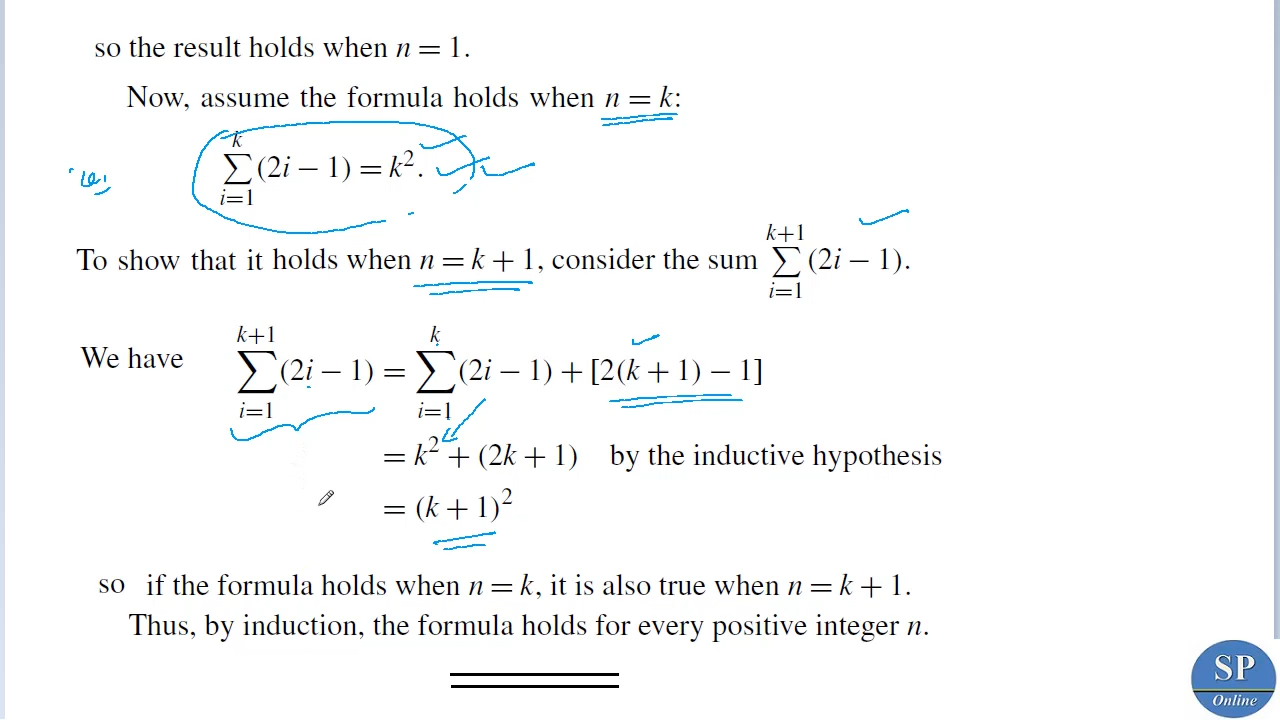 so the result holds when n = 1.
Now, assume the formula holds when n = k:
k
∑ (2i − 1) = k².
i=1
To show that it holds when n = k + 1, consider the sum ∑_{i=1}^{k+1} (2i − 1).
We have ∑_{i=1}^{k+1} (2i − 1) = ∑_{i=1}^{k} (2i − 1) + [2(k + 1) − 1]
= k² + (2k + 1) by the inductive hypothesis
= (k + 1)²
so if the formula holds when n = k, it is also true when n = k + 1.
Thus, by induction, the formula holds for every positive integer n.
SP
Online